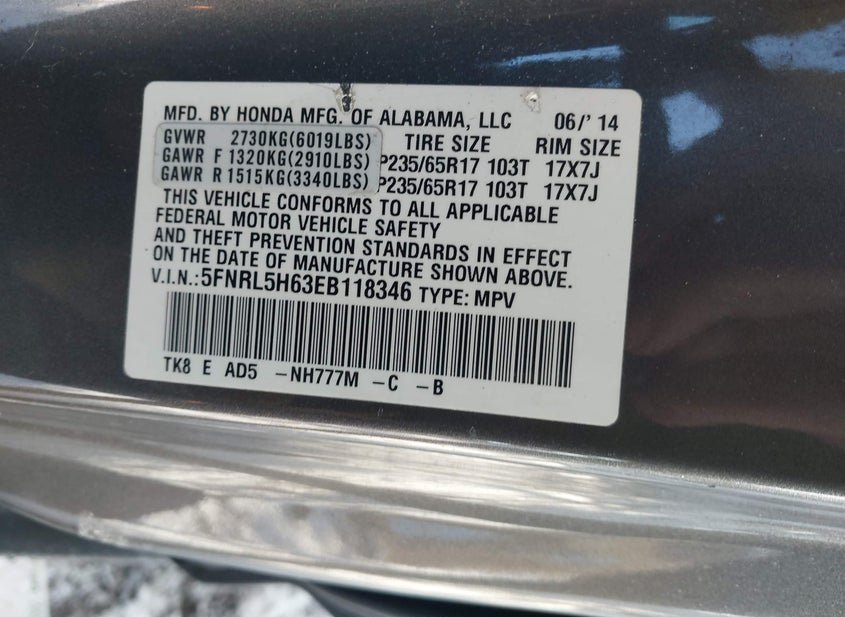 MFD. BY HONDA MFG. OF ALABAMA, LLC 06/' 14
GVWR 2730KG(6019LBS) TIRE SIZE RIM SIZE
GAWR F 1320KG(2910LBS) P235/65R17 103T 17X7J
GAWR R 1515KG(3340LBS) P235/65R17 103T 17X7J
THIS VEHICLE CONFORMS TO ALL APPLICABLE
FEDERAL MOTOR VEHICLE SAFETY
AND THEFT PREVENTION STANDARDS IN EFFECT
ON THE DATE OF MANUFACTURE SHOWN ABOVE.
V.I.N.:5FNRL5H63EB118346 TYPE: MPV
TK8 E AD5 -NH777M -C -B